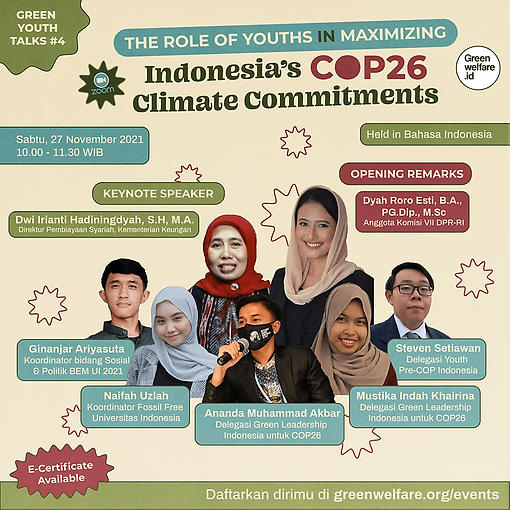 GREEN
YOUTH
TALKS #4
THE ROLE OF YOUTHS IN MAXIMIZING
Indonesia's COP26
Climate Commitments
zoom
Green
welfare
.id
Sabtu, 27 November 2021
10.00 - 11.30 WIB
Held in Bahasa Indonesia
KEYNOTE SPEAKER
Dwi Irianti Hadiningdyah, S.H, M.A.
Direktur Pembiayaan Syariah, Kementerian Keungan
OPENING REMARKS
Dyah Roro Esti, B.A.,
PG.Dip., M.Sc
Anggota Komisi VII DPR-RI
Ginanjar Ariyasuta
Koordinator bidang Sosial
& Politik BEM UI 2021
Naifah Uzlah
Koordinator Fossil Free
Universitas Indonesia
Ananda Muhammad Akbar
Delegasi Green Leadership
Indonesia untuk COP26
Mustika Indah Khairina
Delegasi Green Leadership
Indonesia untuk COP26
Steven Setiawan
Delegasi Youth
Pre-COP Indonesia
E-Certificate
Available
Daftarkan dirimu di greenwelfare.org/events